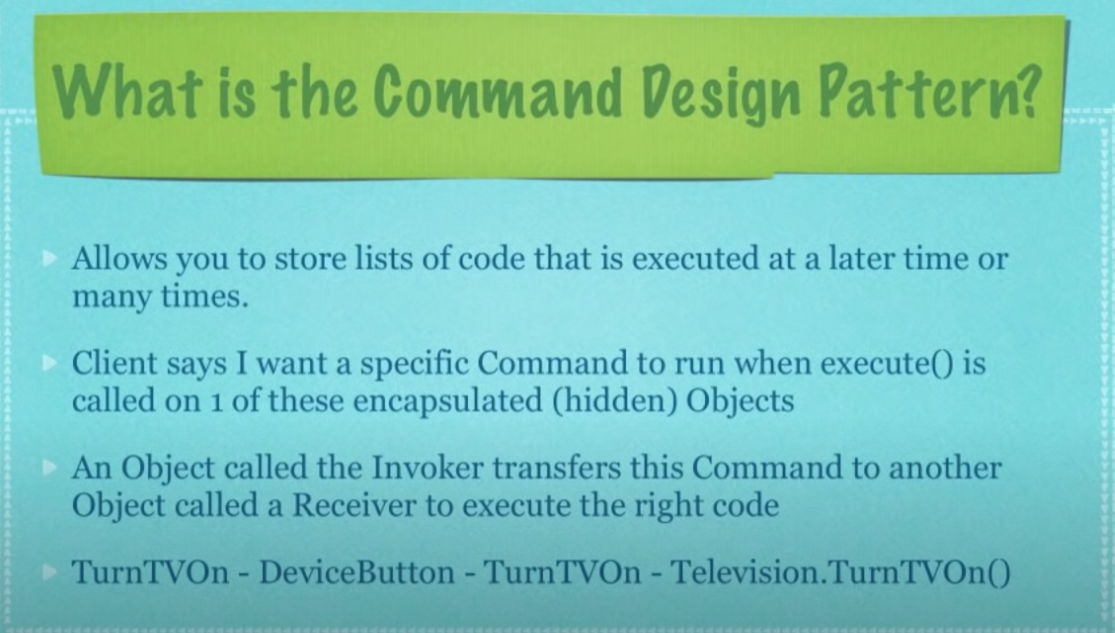 What is the Command Design Pattern?
Allows you to store lists of code that is executed at a later time or
many times.
Client says I want a specific Command to run when execute() is
called on 1 of these encapsulated (hidden) Objects
An Object called the Invoker transfers this Command to another
Object called a Receiver to execute the right code
TurnTVOn - DeviceButton - TurnTVOn - Television.TurnTVOn()